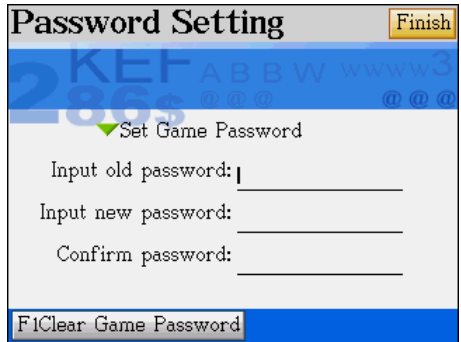 Password Setting
Finish
KEF
ABBW wwww3
286$ @@@
@ @ @
Set Game Password
Input old password:
Input new password:
Confirm password:
F1Clear Game Password